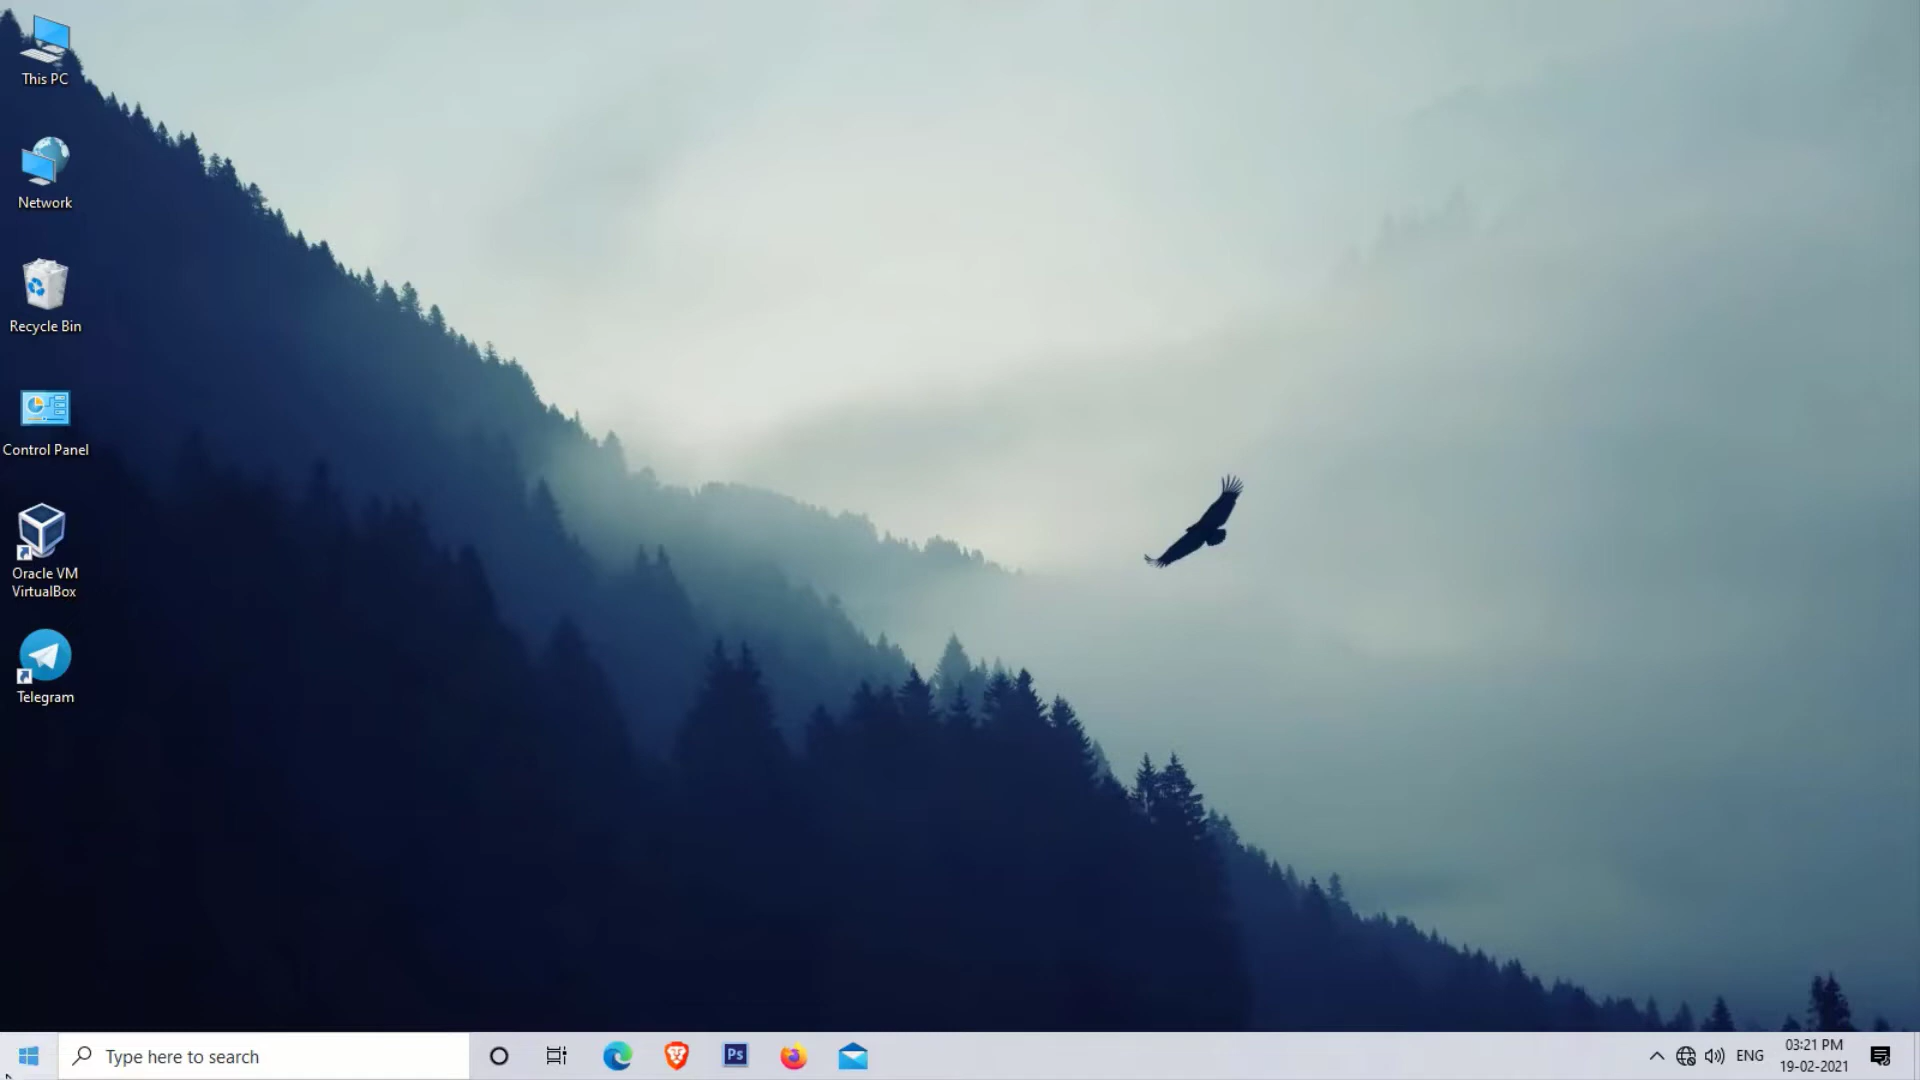 This PC
Network
Recycle Bin
Control Panel
Oracle VM
VirtualBox
Telegram
Type here to search
Ps
ENG
03:21 PM
19-02-2021